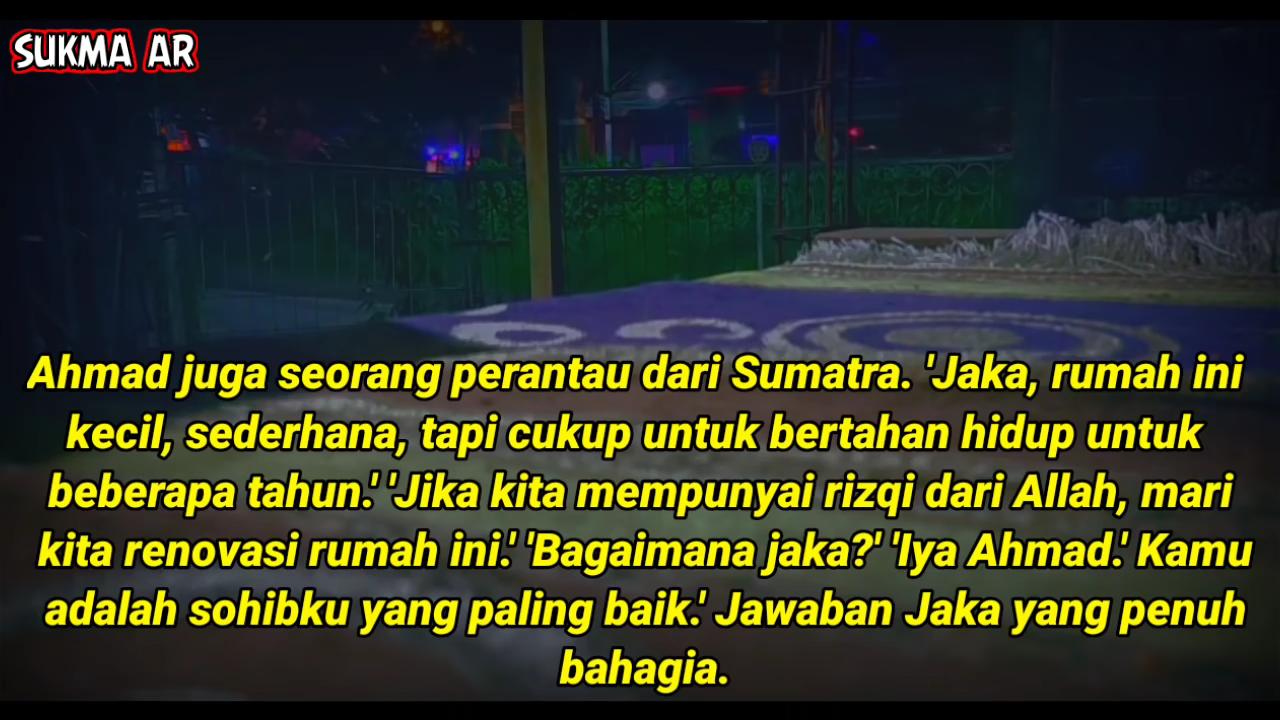 SUKMA AR
Ahmad juga seorang perantau dari Sumatra. 'Jaka, rumah ini
kecil, sederhana, tapi cukup untuk bertahan hidup untuk
beberapa tahun.' 'Jika kita mempunyai rizqi dari Allah, mari
kita renovasi rumah ini.' 'Bagaimana jaka?' 'Iya Ahmad.' Kamu
adalah sohibku yang paling baik.' Jawaban Jaka yang penuh
bahagia.